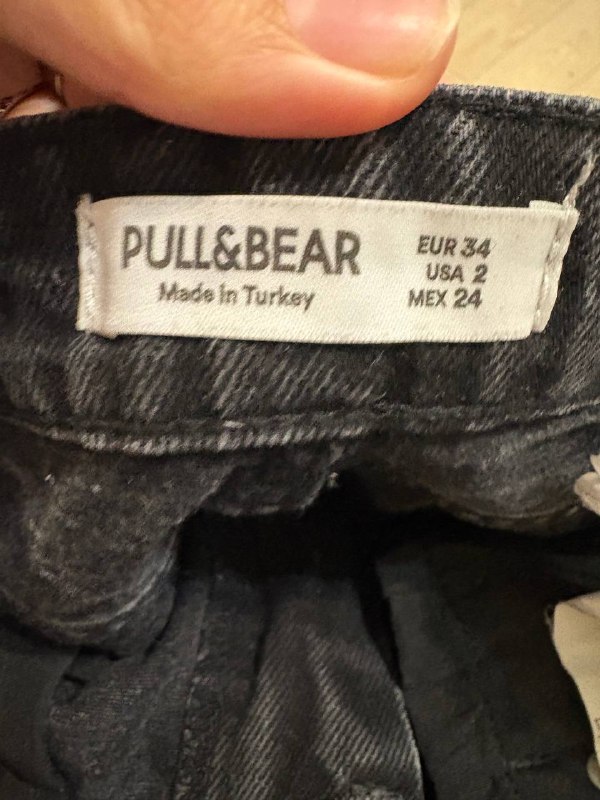 PULL&BEAR
Made in Turkey
EUR 34
USA 2
MEX 24